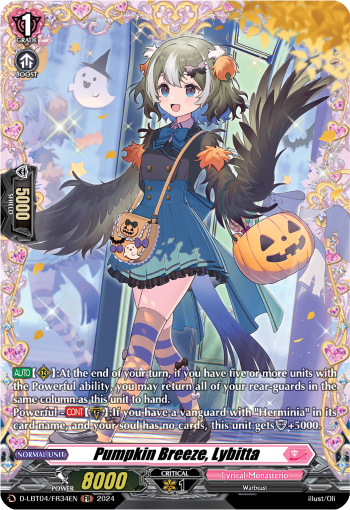 1
GRADE
BOOST
5000
SHIELD
AUTO【R】:At the end of your turn, if you have five or more units with
the Powerful ability, you may return all of your rear-guards in the
same column as this unit to hand.
Powerful - CONT【】:If you have a vanguard with "Herminia" in its
card name, and your soul has no cards, this unit gets +5000.
NORMAL UNIT
Pumpkin Breeze, Lybitta
POWER 8000
CRITICAL
1
Lyrical Monasterio
Warbeast
D-LBT04/FR34EN FR 2024
illust/Oli